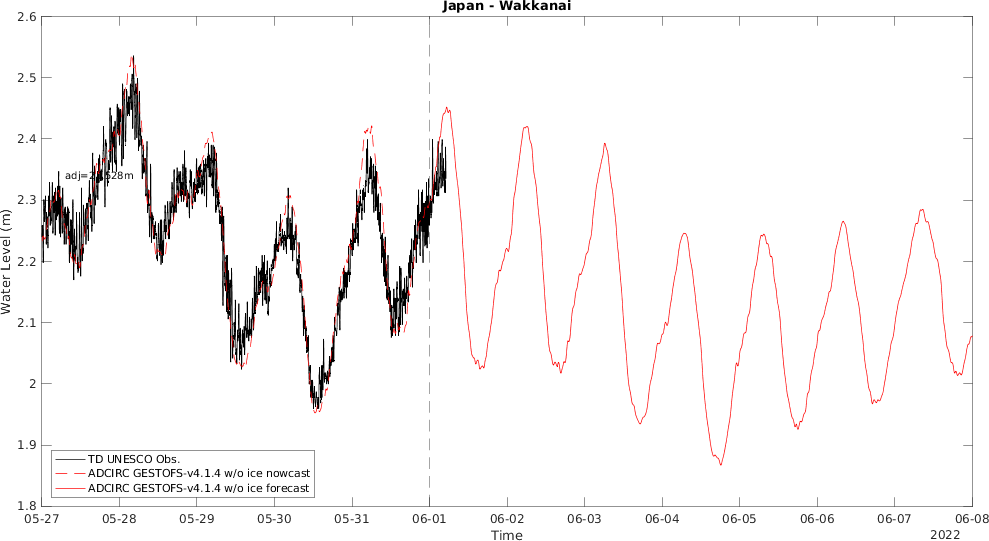 Japan - Wakkanai
Water Level (m)
2.6
2.5
2.4
2.3
2.2
2.1
2
1.9
1.8
TD UNESCO Obs.
ADCIRC GESTOFS-v4.1.4 w/o ice nowcast
ADCIRC GESTOFS-v4.1.4 w/o ice forecast
05-27 05-28 05-29 05-30 05-31 06-01 06-02 06-03 06-04 06-05 06-06 06-07 06-08
Time
2022